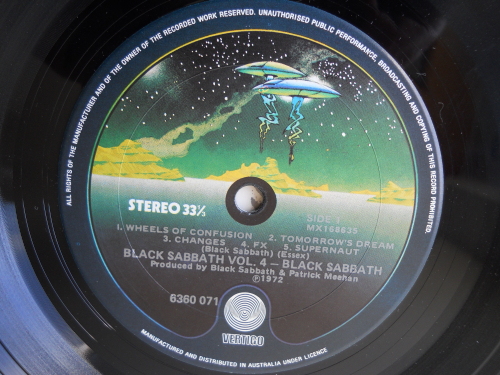 ALL RIGHTS OF THE MANUFACTURER AND OF THE OWNER OF THE RECORDED WORK RESERVED. UNAUTHORISED PUBLIC PERFORMANCE, BROADCASTING AND COPYING OF THIS RECORD PROHIBITED.
STEREO 33⅓
SIDE 1
MX168635
1. WHEELS OF CONFUSION 2. TOMORROW'S DREAM
3. CHANGES 4. FX 5. SUPERNAUT
(Black Sabbath) (Essex)
BLACK SABBATH VOL. 4 — BLACK SABBATH
Produced by Black Sabbath & Patrick Meehan
Ⓟ1972
6360 071
VERTIGO
MANUFACTURED AND DISTRIBUTED IN AUSTRALIA UNDER LICENCE